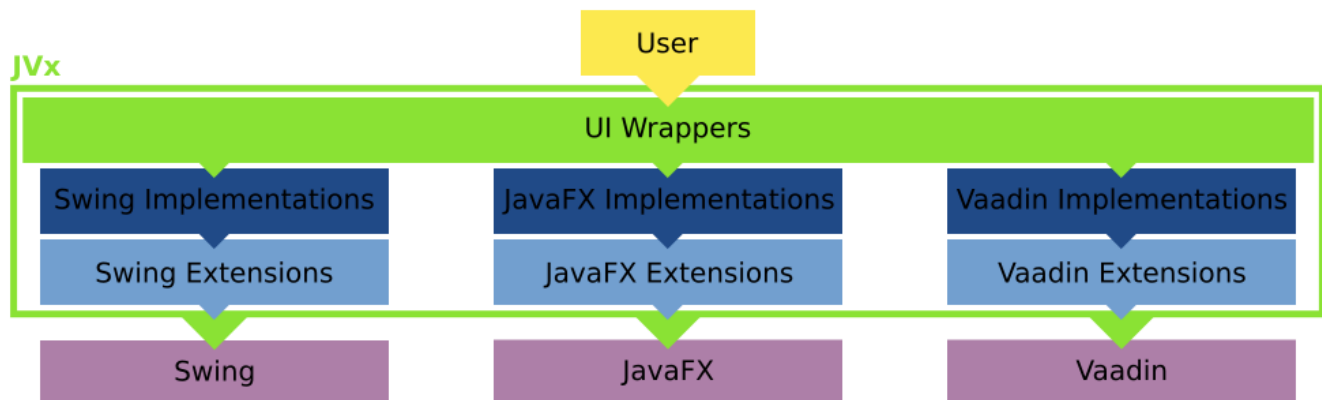 User
JVx
UI Wrappers
Swing Implementations
JavaFX Implementations
Vaadin Implementations
Swing Extensions
JavaFX Extensions
Vaadin Extensions
Swing
JavaFX
Vaadin